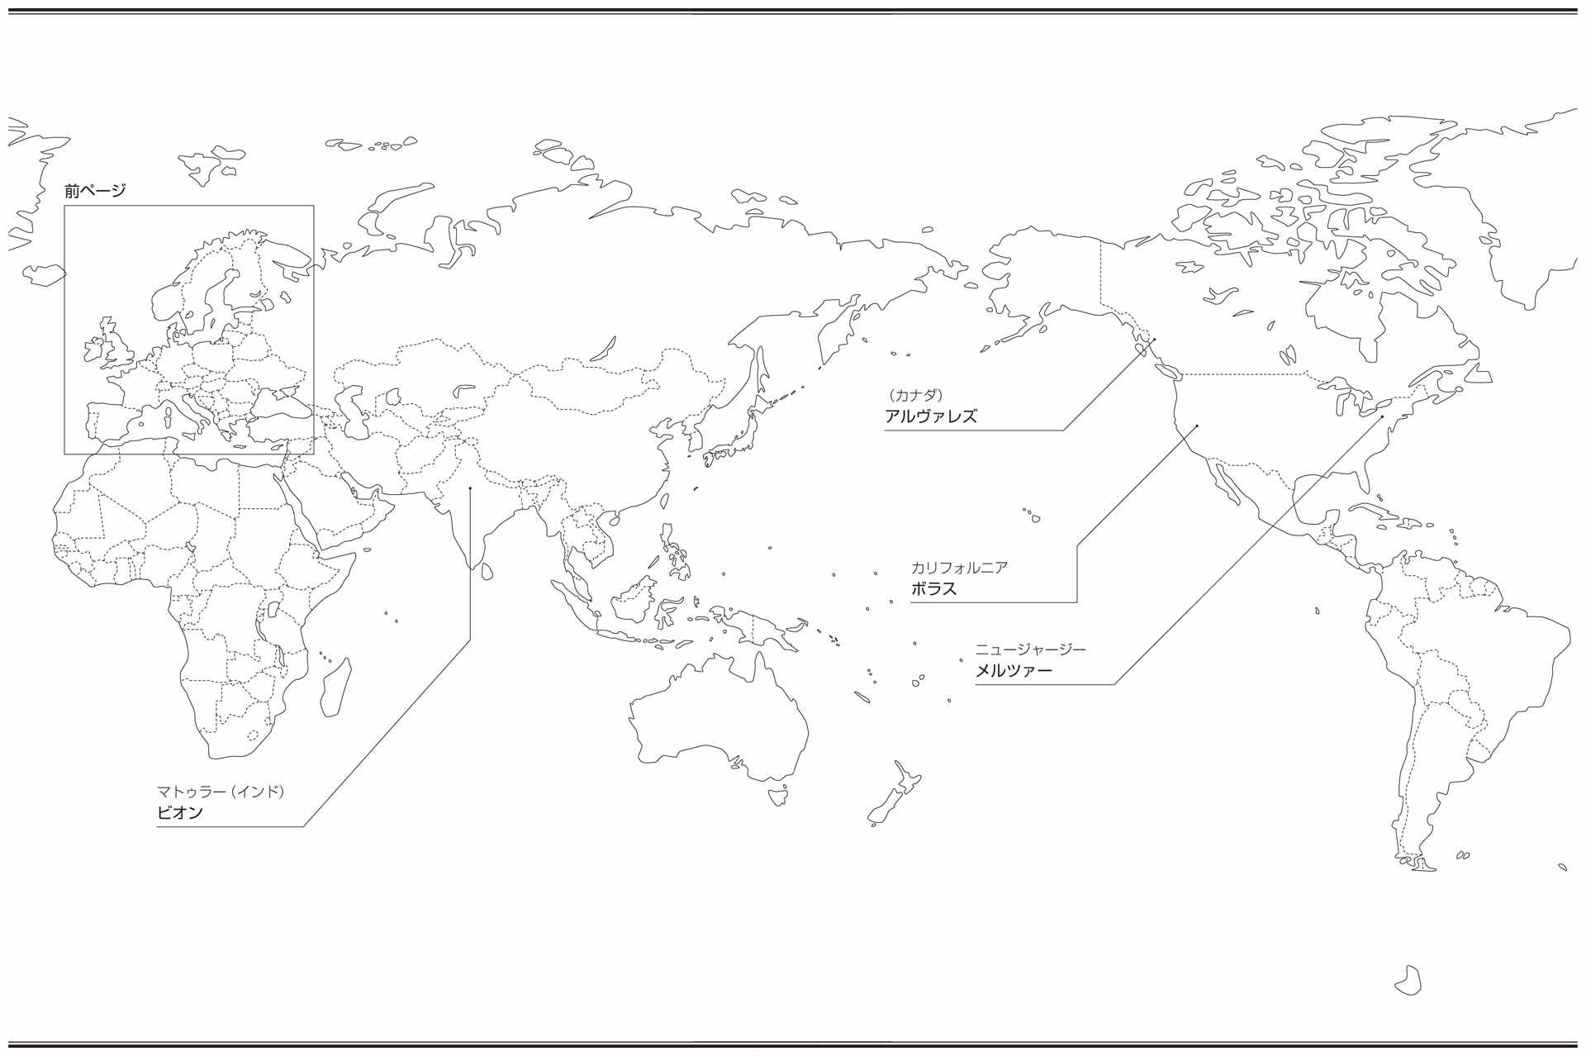 前ページ
（カナダ）
アルヴァレズ
カリフォルニア
ボラス
ニュージャージー
メルツァー
マトゥラー（インド）
ビオン